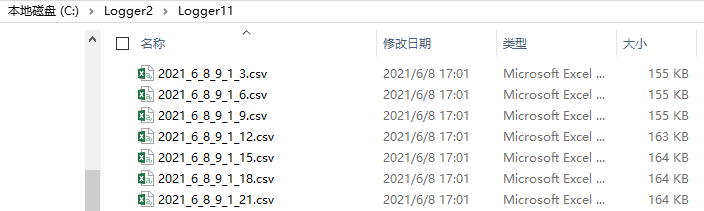 本地磁盘 (C:) > Logger2 > Logger11
名称 修改日期 类型 大小
2021_6_8_9_1_3.csv 2021/6/8 17:01 Microsoft Excel ... 155 KB
2021_6_8_9_1_6.csv 2021/6/8 17:01 Microsoft Excel ... 155 KB
2021_6_8_9_1_9.csv 2021/6/8 17:01 Microsoft Excel ... 155 KB
2021_6_8_9_1_12.csv 2021/6/8 17:01 Microsoft Excel ... 163 KB
2021_6_8_9_1_15.csv 2021/6/8 17:01 Microsoft Excel ... 164 KB
2021_6_8_9_1_18.csv 2021/6/8 17:01 Microsoft Excel ... 164 KB
2021_6_8_9_1_21.csv 2021/6/8 17:01 Microsoft Excel ... 164 KB